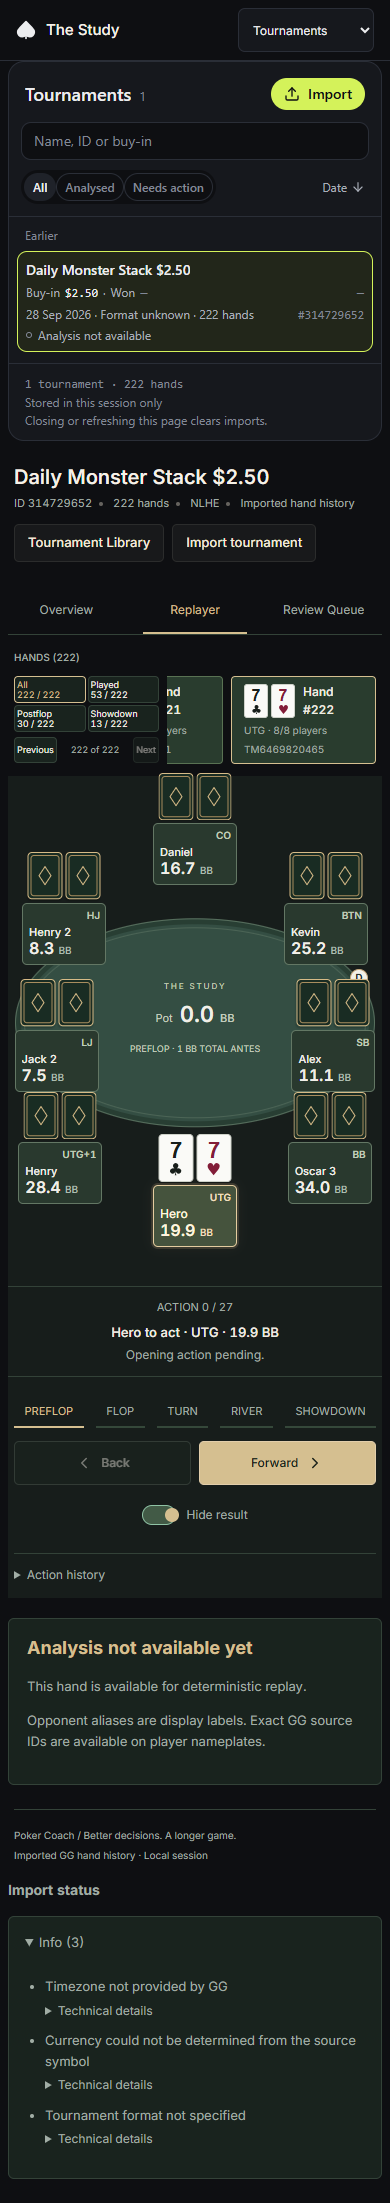 The Study
Tournaments
Tournaments 1
Import
Name, ID or buy-in
All
Analysed
Needs action
Date ↓
Earlier
Daily Monster Stack $2.50
Buy-in $2.50 · Won —
—
28 Sep 2026 · Format unknown · 222 hands
#314729652
Analysis not available
1 tournament · 222 hands
Stored in this session only
Closing or refreshing this page clears imports.
Daily Monster Stack $2.50
ID 314729652 • 222 hands • NLHE • Imported hand history
Tournament Library
Import tournament
Overview
Replayer
Review Queue
HANDS (222)
All
222 / 222
Played
53 / 222
Postflop
30 / 222
Showdown
13 / 222
Previous
222 of 222
Next
nd
21
yers
1
7 7
Hand
#222
UTG · 8/8 players
TM6469820465
CO
Daniel
16.7 BB
HJ
Henry 2
8.3 BB
BTN
Kevin
25.2 BB
THE STUDY
Pot 0.0 BB
PREFLOP · 1 BB TOTAL ANTES
D
LJ
Jack 2
7.5 BB
SB
Alex
11.1 BB
UTG+1
Henry
28.4 BB
BB
Oscar 3
34.0 BB
7 7
UTG
Hero
19.9 BB
ACTION 0 / 27
Hero to act · UTG · 19.9 BB
Opening action pending.
PREFLOP
FLOP
TURN
RIVER
SHOWDOWN
Back
Forward
Hide result
Action history
Analysis not available yet
This hand is available for deterministic replay.
Opponent aliases are display labels. Exact GG source
IDs are available on player nameplates.
Poker Coach / Better decisions. A longer game.
Imported GG hand history · Local session
Import status
Info (3)
• Timezone not provided by GG
Technical details
• Currency could not be determined from the source
symbol
Technical details
• Tournament format not specified
Technical details